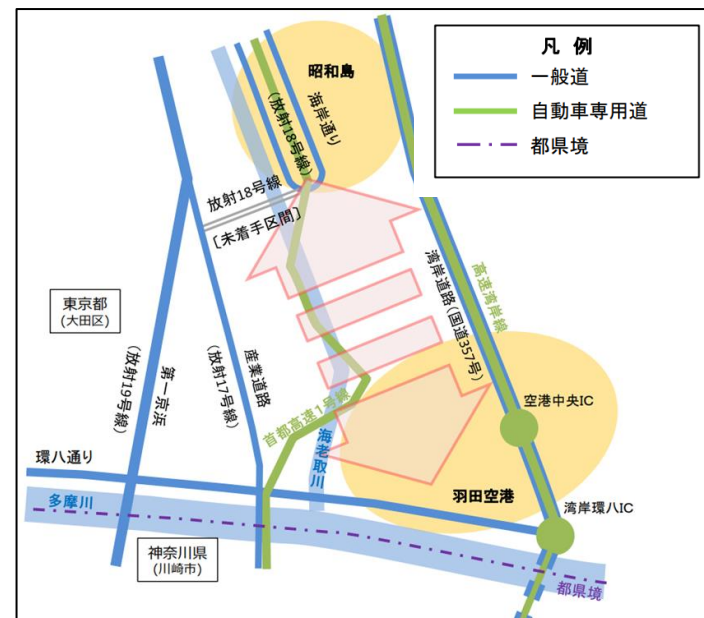 凡 例
一般道
自動車専用道
都県境
昭和島
(放射18号線)
海岸通り
放射18号線
〔未着手区間〕
東京都
(大田区)
第一京浜
(放射19号線)
産業道路
(放射17号線)
湾岸道路(国道357号)
高速湾岸線
空港中央IC
首都高速1号線
海老取川
環八通り
羽田空港
湾岸環八IC
多摩川
神奈川県
(川崎市)
都県境